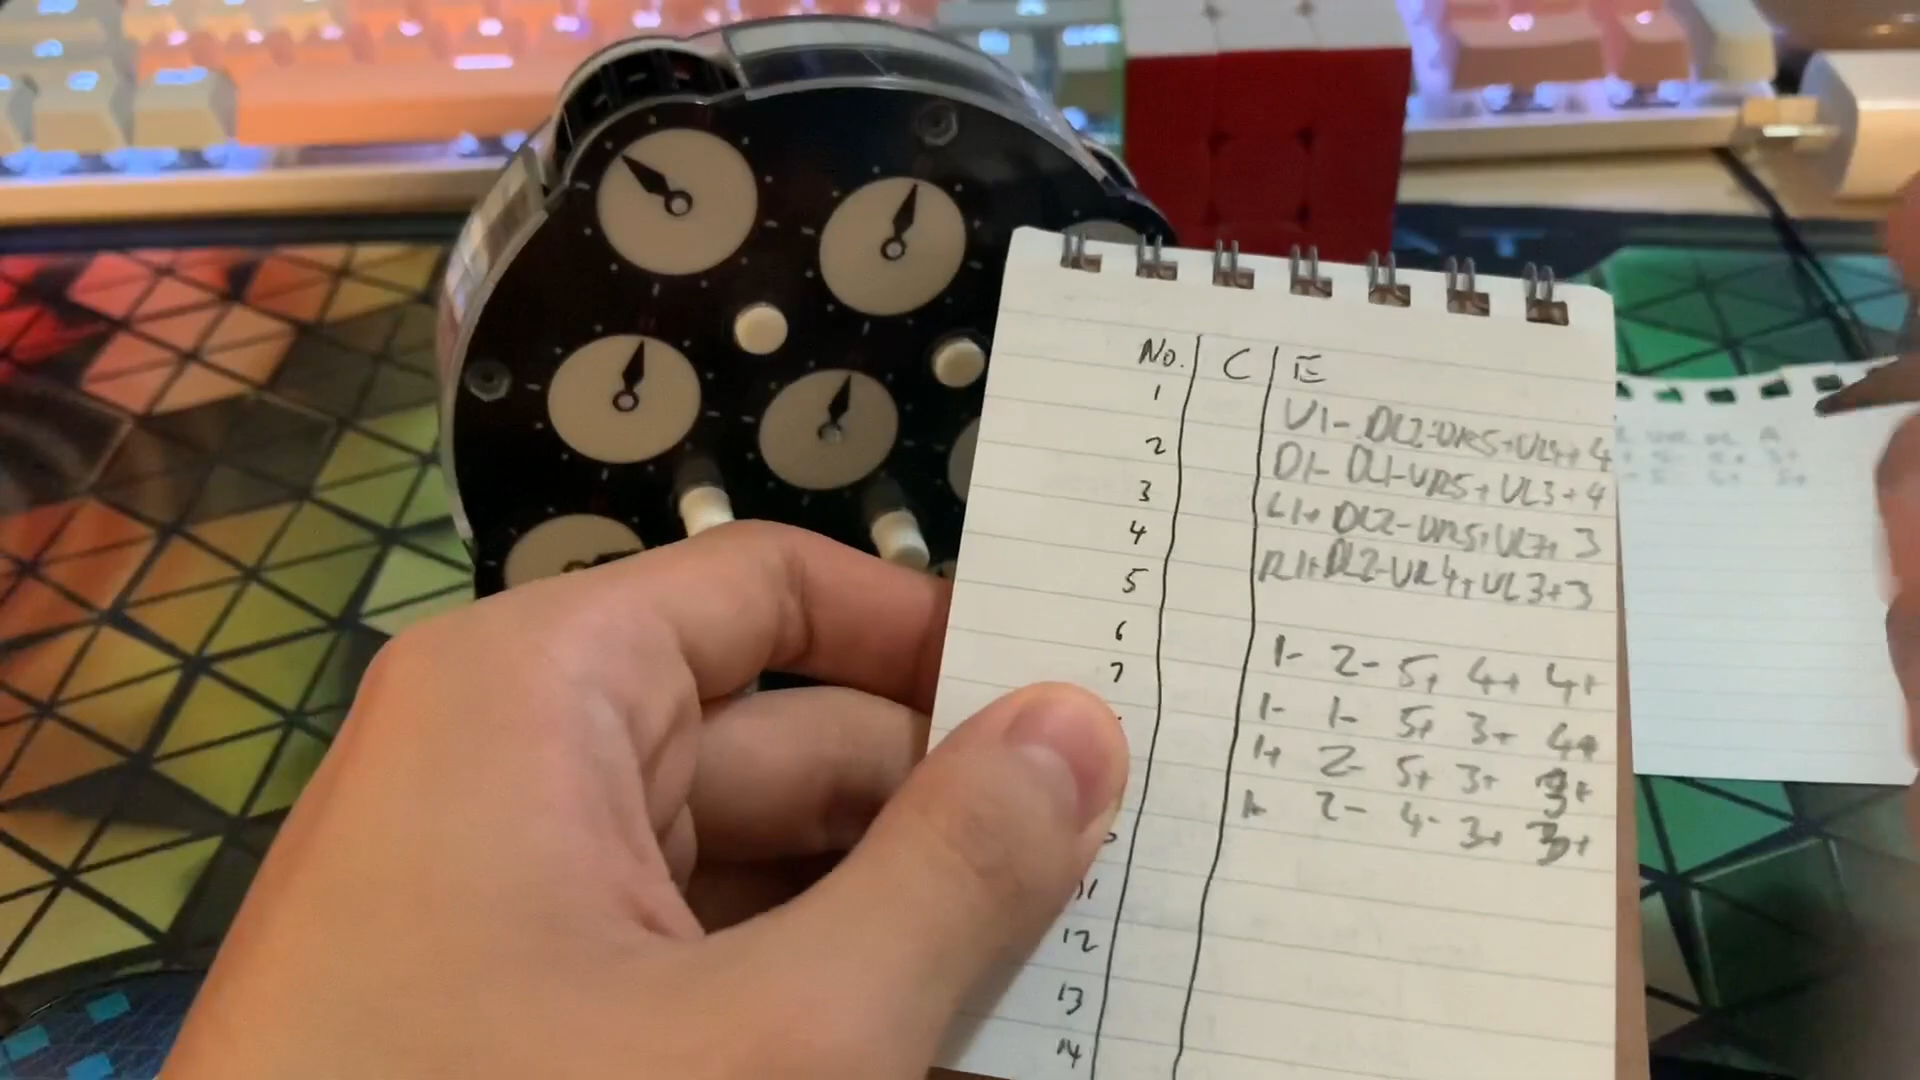 No. C E
1
U1- DL2-UR5+UL4+4
2
D1- DL1-UR5+UL3+4
3
L1+ DL2-UR5+UL3+3
4
R1+DL2-UR4+UL3+3
5
6
1- 2- 5+ 4+ 4+
7
1- 1- 5+ 3+ 4+
1+ 2- 5+ 3+ 3+
2- 4- 3+ 3+
11
12
13
14